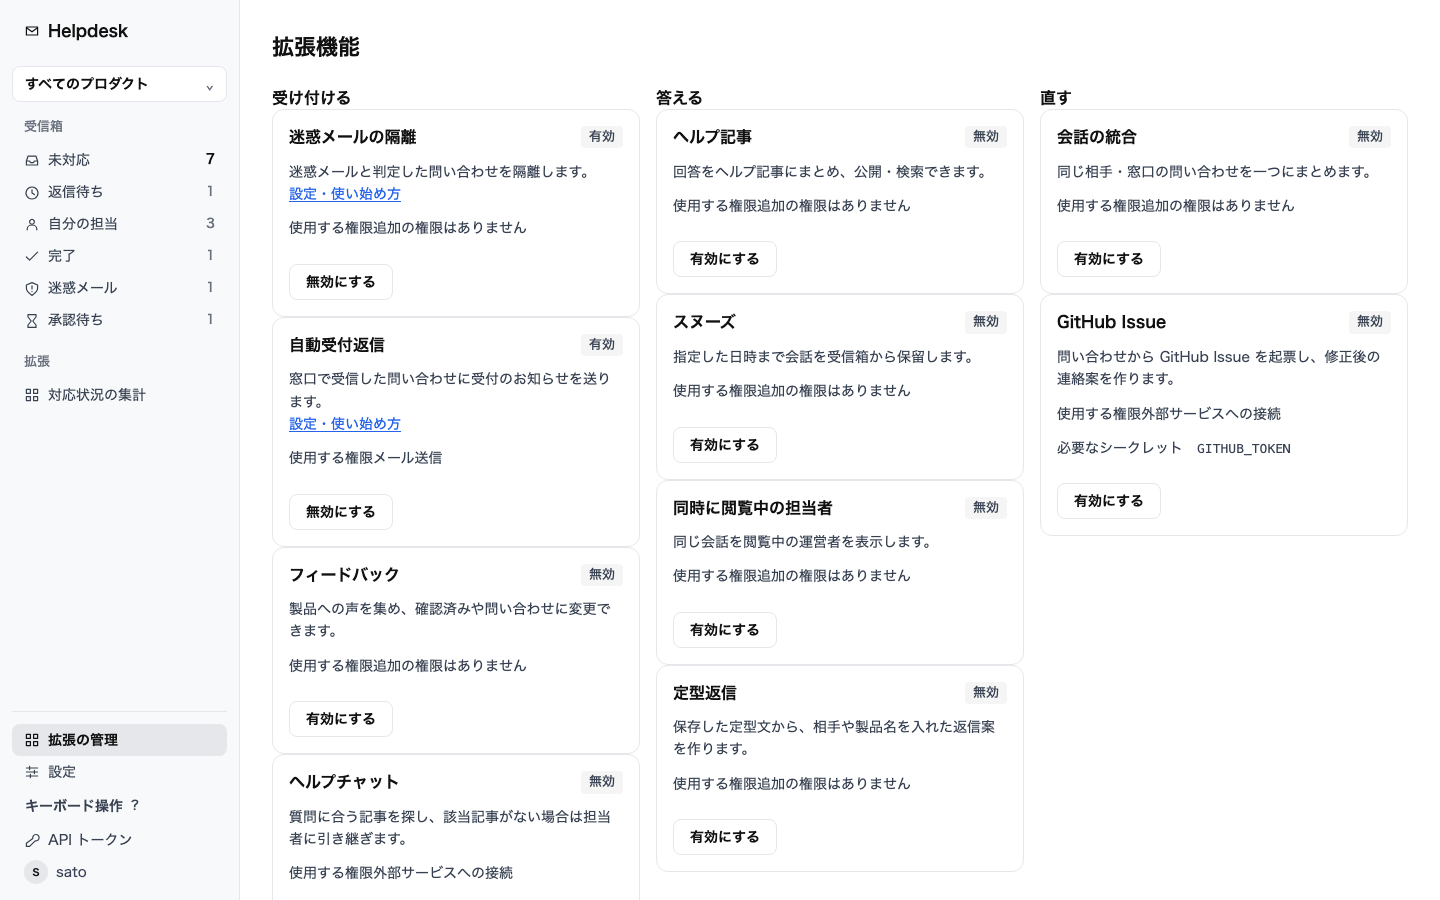 Helpdesk
すべてのプロダクト
受信箱
未対応 7
返信待ち 1
自分の担当 3
完了 1
迷惑メール 1
承認待ち 1
拡張
対応状況の集計
拡張の管理
設定
キーボード操作 ?
API トークン
S sato
拡張機能
受け付ける
迷惑メールの隔離 有効
迷惑メールと判定した問い合わせを隔離します。
設定・使い始め方
使用する権限追加の権限はありません
無効にする
自動受付返信 有効
窓口で受信した問い合わせに受付のお知らせを送り
ます。
設定・使い始め方
使用する権限メール送信
無効にする
フィードバック 無効
製品への声を集め、確認済みや問い合わせに変更で
きます。
使用する権限追加の権限はありません
有効にする
ヘルプチャット 無効
質問に合う記事を探し、該当記事がない場合は担当
者に引き継ぎます。
使用する権限外部サービスへの接続
答える
ヘルプ記事 無効
回答をヘルプ記事にまとめ、公開・検索できます。
使用する権限追加の権限はありません
有効にする
スヌーズ 無効
指定した日時まで会話を受信箱から保留します。
使用する権限追加の権限はありません
有効にする
同時に閲覧中の担当者 無効
同じ会話を閲覧中の運営者を表示します。
使用する権限追加の権限はありません
有効にする
定型返信 無効
保存した定型文から、相手や製品名を入れた返信案
を作ります。
使用する権限追加の権限はありません
有効にする
直す
会話の統合 無効
同じ相手・窓口の問い合わせを一つにまとめます。
使用する権限追加の権限はありません
有効にする
GitHub Issue 無効
問い合わせから GitHub Issue を起票し、修正後の
連絡案を作ります。
使用する権限外部サービスへの接続
必要なシークレット GITHUB_TOKEN
有効にする